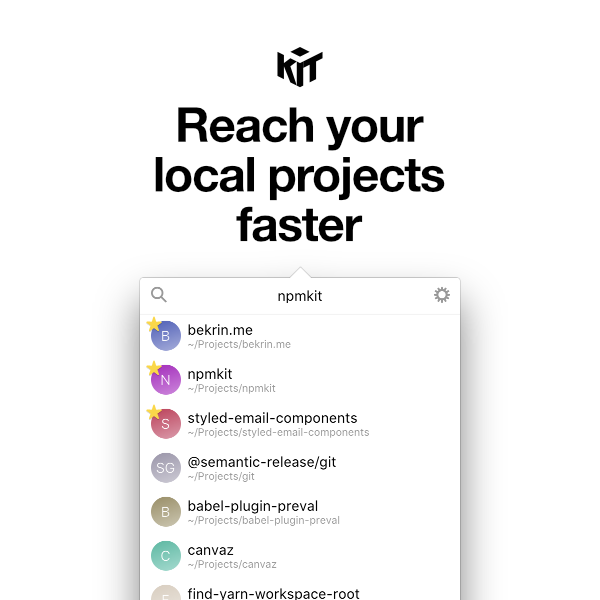 KIT
Reach your
local projects
faster
npmkit
B
bekrin.me
~/Projects/bekrin.me
N
npmkit
~/Projects/npmkit
S
styled-email-components
~/Projects/styled-email-components
SG
@semantic-release/git
~/Projects/git
B
babel-plugin-preval
~/Projects/babel-plugin-preval
C
canvaz
~/Projects/canvaz
F
find-yarn-workspace-root